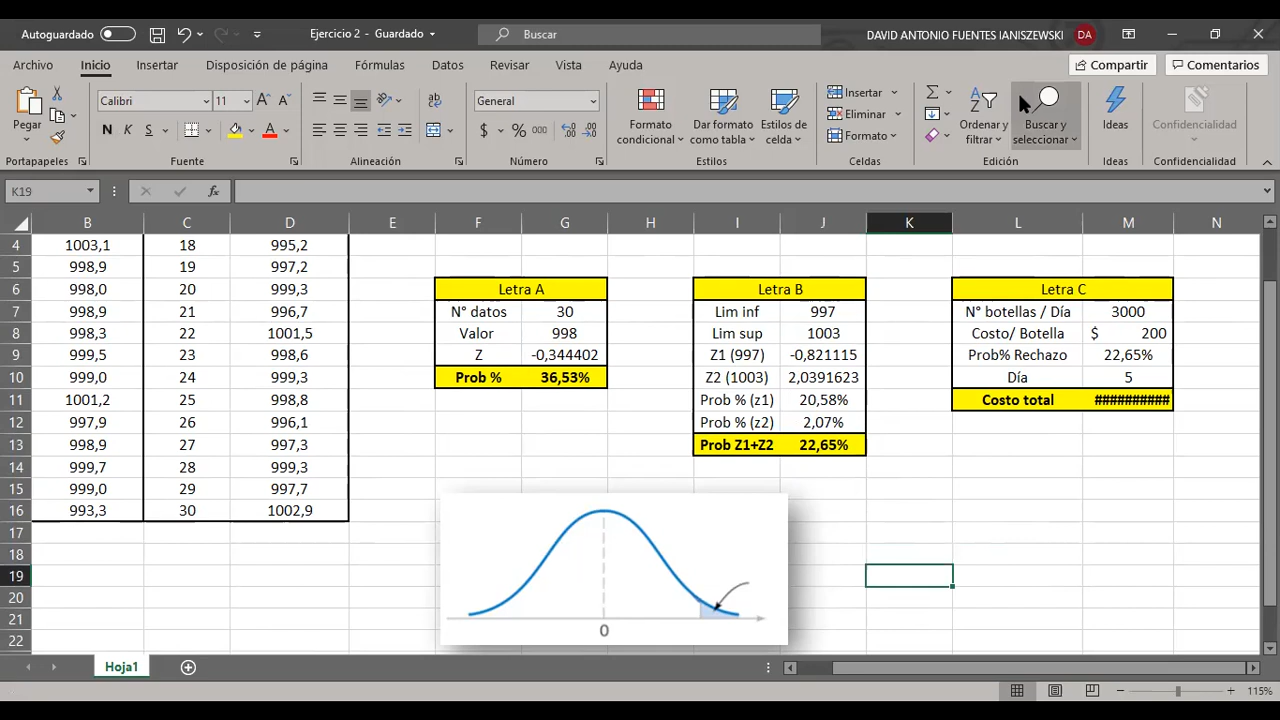 Autoguardado
Ejercicio 2 - Guardado
Buscar
DAVID ANTONIO FUENTES IANISZEWSKI
DA
Archivo Inicio Insertar Disposición de página Fórmulas Datos Revisar Vista Ayuda
Compartir
Comentarios
Pegar
Portapapeles
Calibri 11
N K S
Fuente
Alineación
General
$ % 000
Número
Formato condicional
Dar formato como tabla
Estilos de celda
Estilos
Insertar
Eliminar
Formato
Celdas
Ordenar y filtrar
Buscar y seleccionar
Edición
Ideas
Ideas
Confidencialidad
Confidencialidad
K19
fx
B C D E F G H I J K L M N
4 1003,1 18 995,2
5 998,9 19 997,2
6 998,0 20 999,3 Letra A Letra B Letra C
7 998,9 21 996,7 N° datos 30 Lim inf 997 N° botellas / Día 3000
8 998,3 22 1001,5 Valor 998 Lim sup 1003 Costo/ Botella $ 200
9 999,5 23 998,6 Z -0,344402 Z1 (997) -0,821115 Prob% Rechazo 22,65%
10 999,0 24 999,3 Prob % 36,53% Z2 (1003) 2,0391623 Día 5
11 1001,2 25 998,8 Prob % (z1) 20,58% Costo total ##########
12 997,9 26 996,1 Prob % (z2) 2,07%
13 998,9 27 997,3 Prob Z1+Z2 22,65%
14 999,7 28 999,3
15 999,0 29 997,7
16 993,3 30 1002,9
17
18
19
20
21
22
0
Hoja1
115%